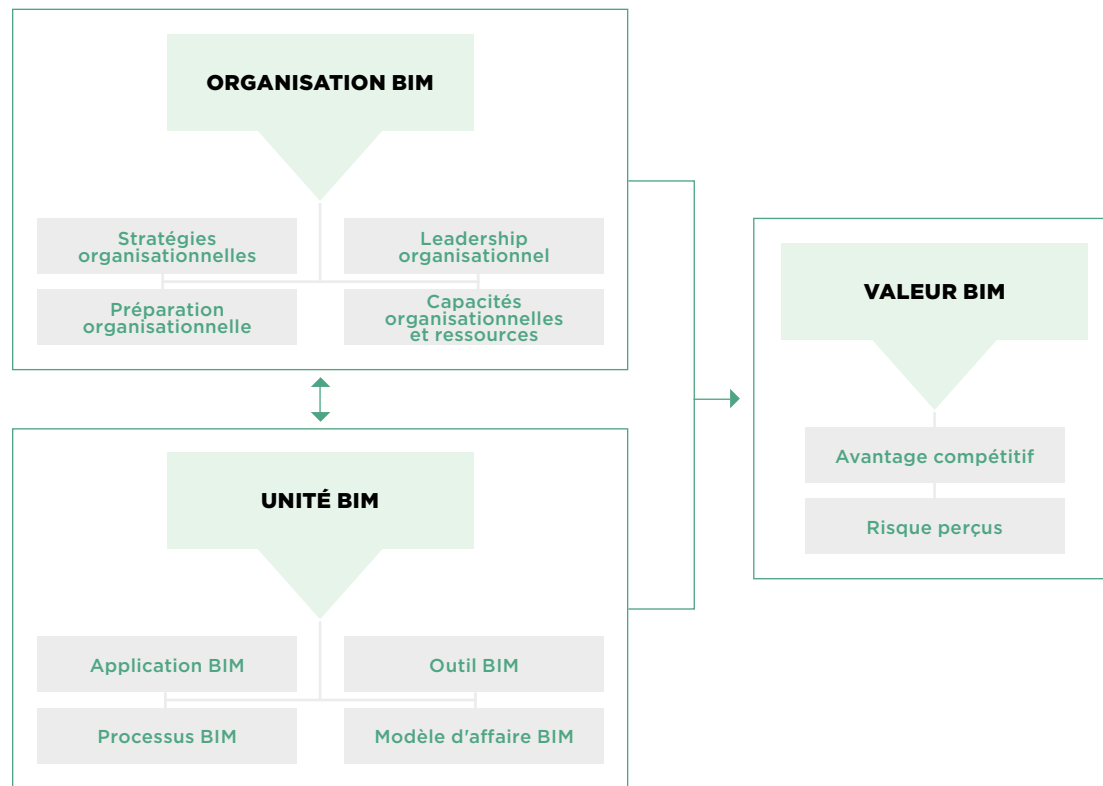 ORGANISATION BIM
Stratégies
organisationnelles
Leadership
organisationnel
Préparation
organisationnelle
Capacités
organisationnelles
et ressources
UNITÉ BIM
Application BIM
Outil BIM
Processus BIM
Modèle d'affaire BIM
VALEUR BIM
Avantage compétitif
Risque perçus